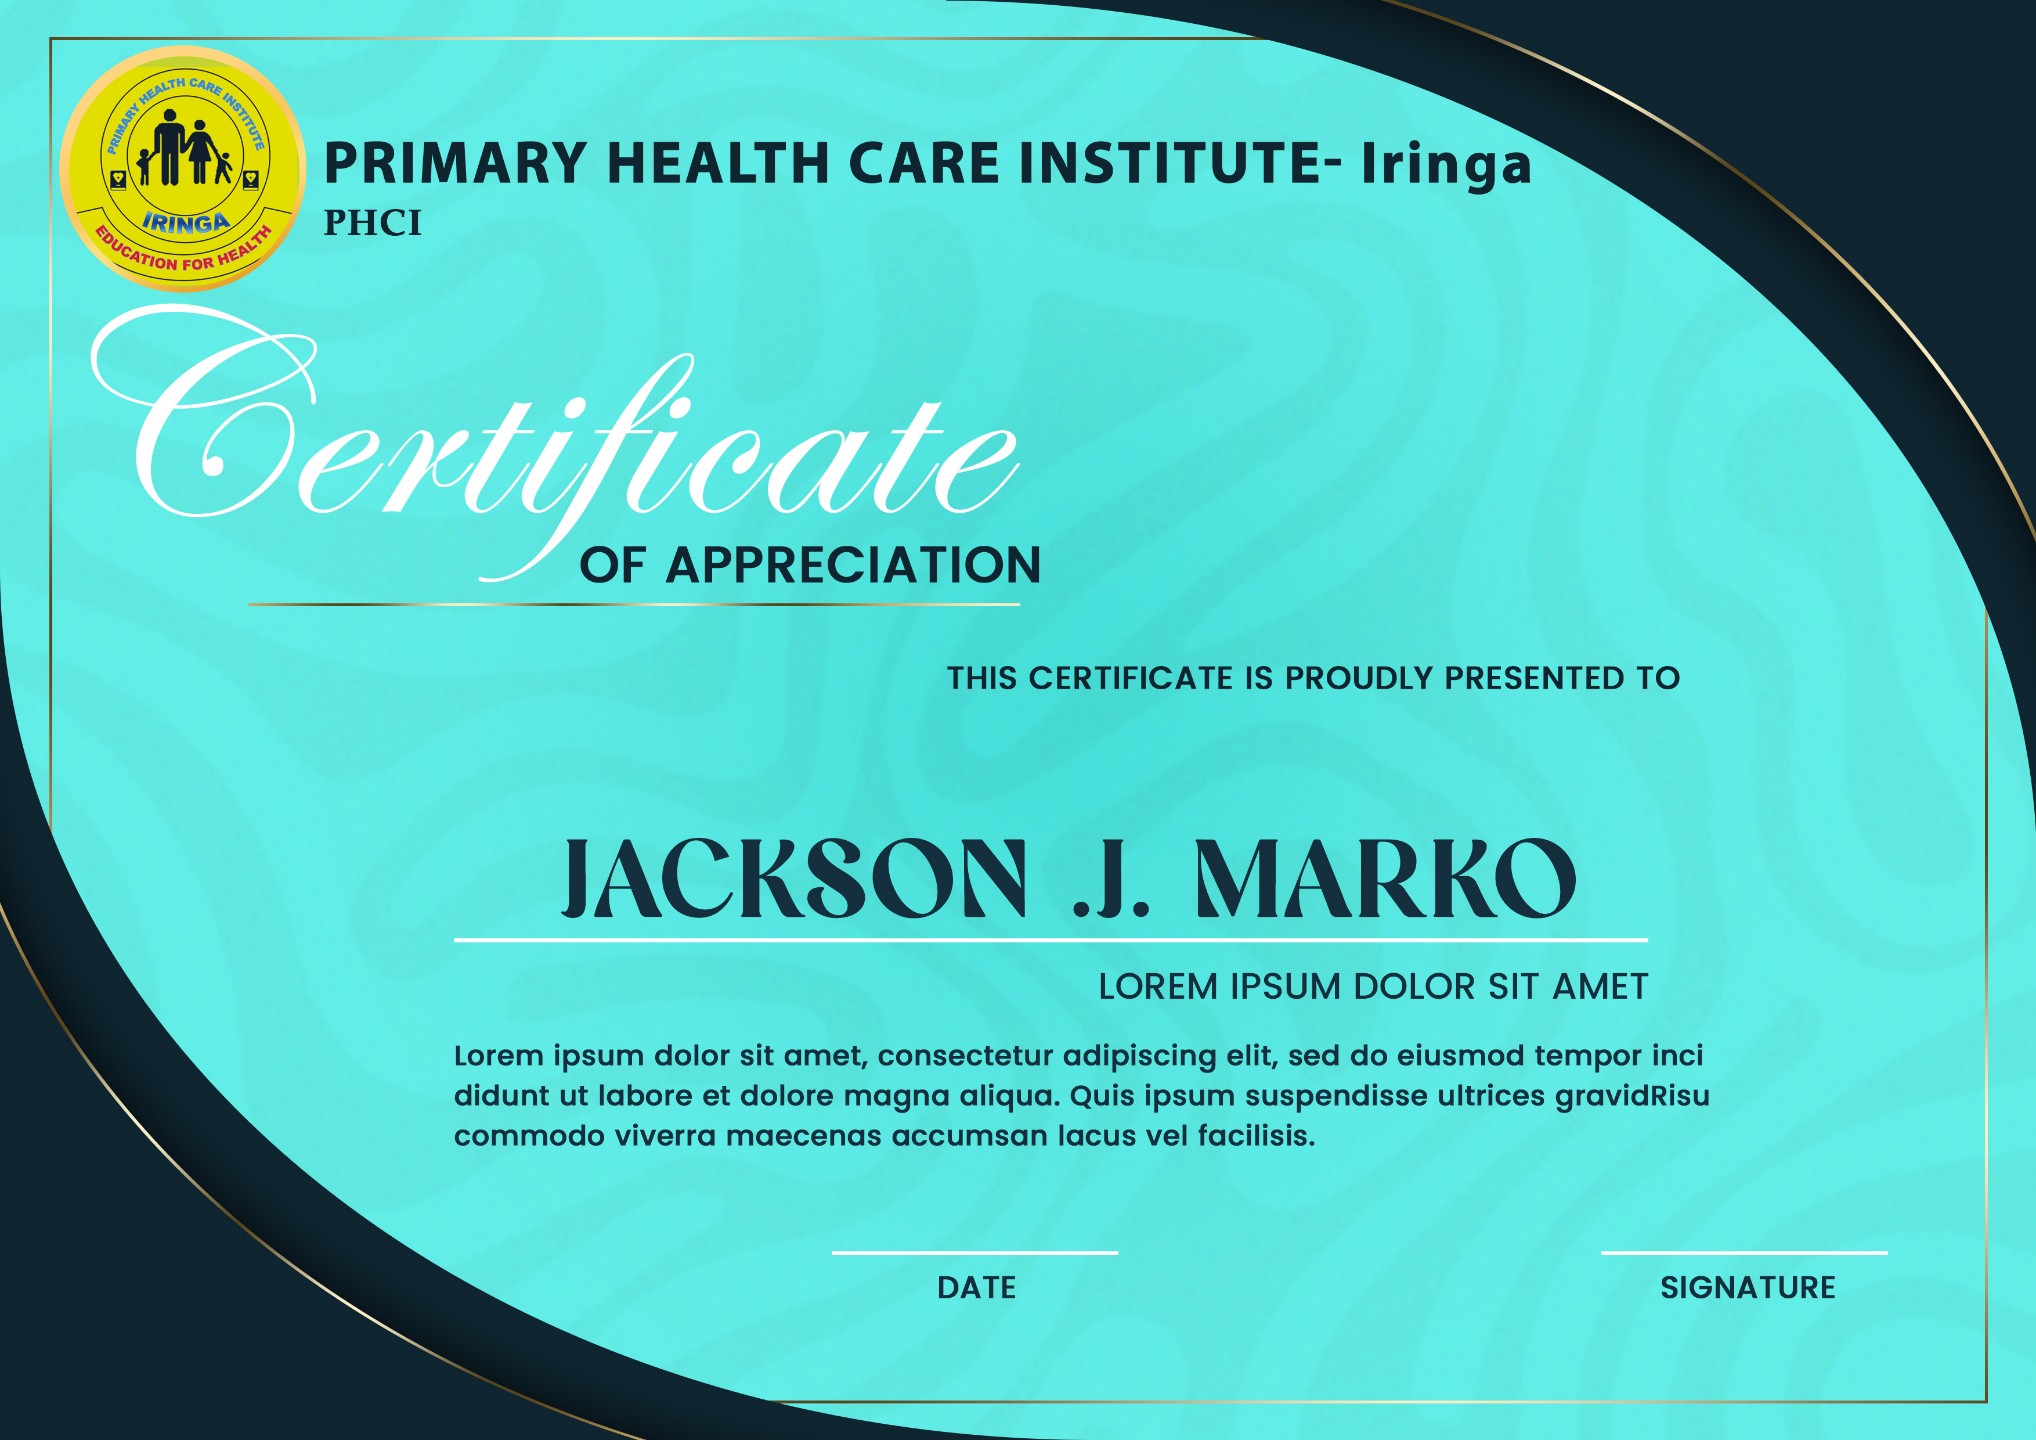 PRIMARY HEALTH CARE INSTITUTE
IRINGA
EDUCATION FOR HEALTH
PRIMARY HEALTH CARE INSTITUTE- Iringa
PHCI
Certificate
OF APPRECIATION
THIS CERTIFICATE IS PROUDLY PRESENTED TO
JACKSON .J. MARKO
LOREM IPSUM DOLOR SIT AMET
Lorem ipsum dolor sit amet, consectetur adipiscing elit, sed do eiusmod tempor inci
didunt ut labore et dolore magna aliqua. Quis ipsum suspendisse ultrices gravidRisu
commodo viverra maecenas accumsan lacus vel facilisis.
DATE
SIGNATURE